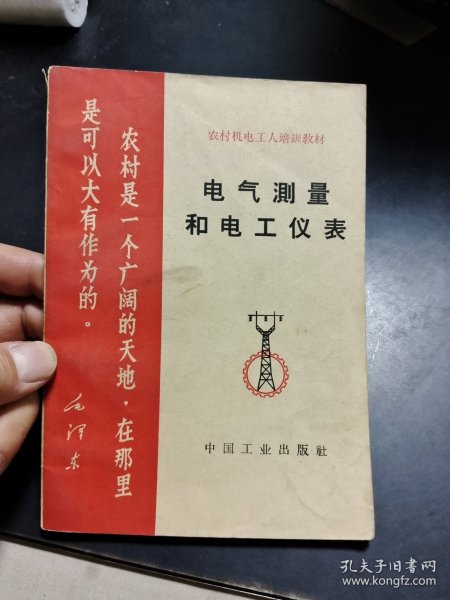 农村是一个广阔的天地，在那里
是可以大有作为的。
毛泽东
农村机电工人培训教材
电气测量
和电工仪表
中国工业出版社
孔夫子旧书网
www.kongfz.com